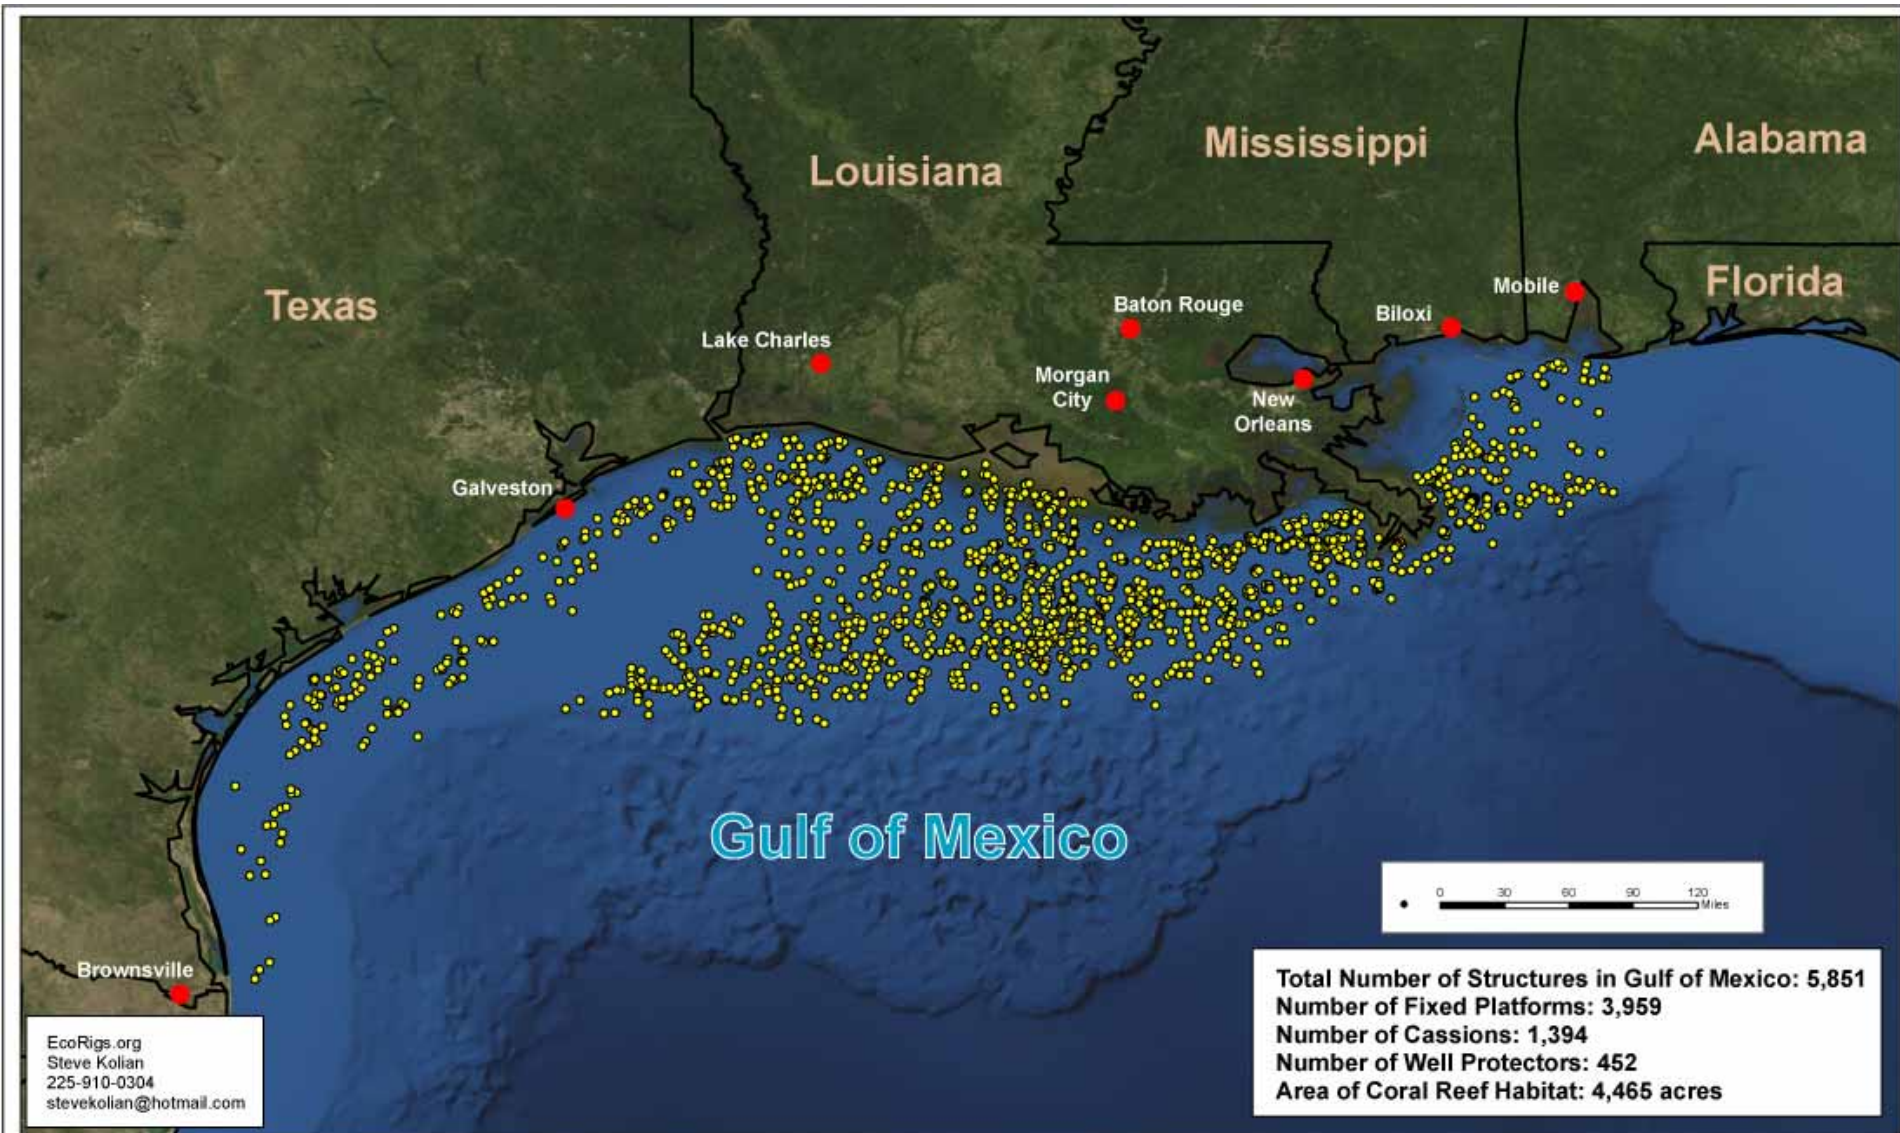 Mississippi
Alabama
Louisiana
Florida
Texas
Mobile
Baton Rouge
Biloxi
Lake Charles
Morgan
City
New
Orleans
Galveston
Gulf of Mexico
0 30 60 90 120
Miles
Brownsville
Total Number of Structures in Gulf of Mexico: 5,851
Number of Fixed Platforms: 3,959
Number of Cassions: 1,394
Number of Well Protectors: 452
Area of Coral Reef Habitat: 4,465 acres
EcoRigs.org
Steve Kolian
225-910-0304
stevekolian@hotmail.com